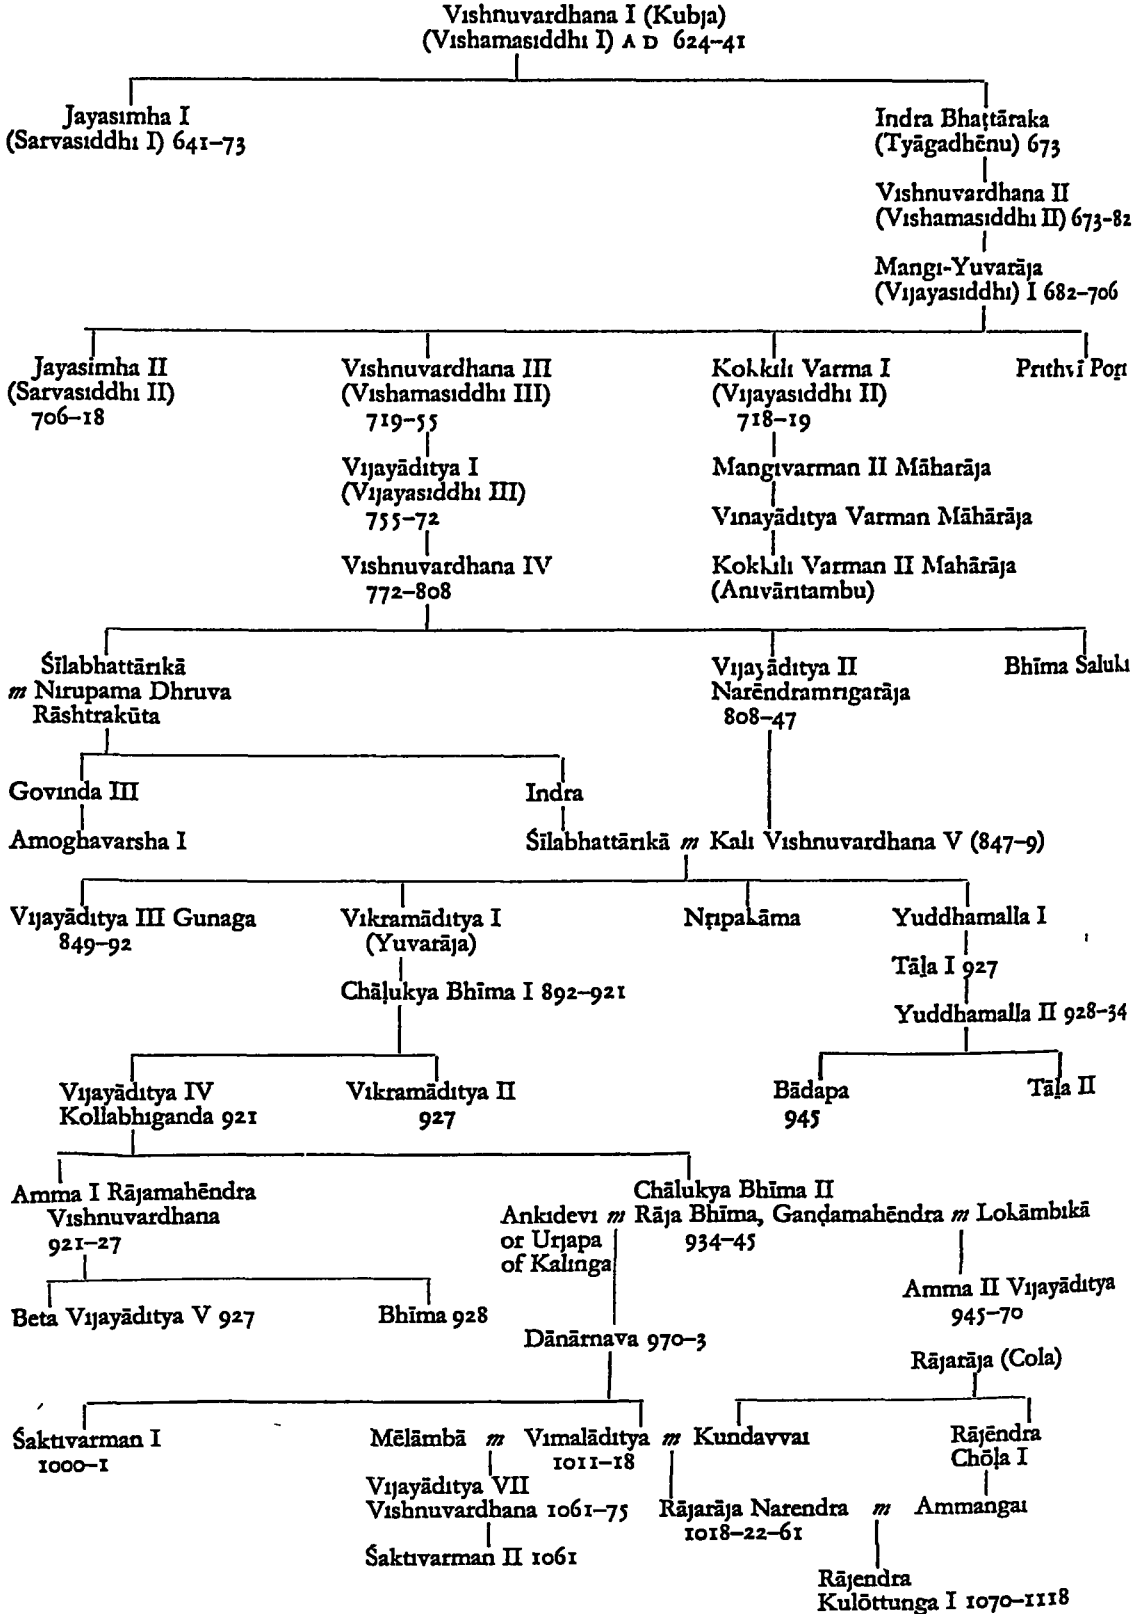 Vishnuvardhana I (Kubja)
(Vishamasiddhi I) A D 624–41
Jayasimha I
(Sarvasiddhi I) 641–73
Indra Bhaṭṭāraka
(Tyāgadhēnu) 673
Vishnuvardhana II
(Vishamasiddhi II) 673-82
Mangi-Yuvarāja
(Vijayasiddhi) I 682–706
Jayasimha II
(Sarvasiddhi II)
706–18
Vishnuvardhana III
(Vishamasiddhi III)
719–55
Kokkili Varma I
(Vijayasiddhi II)
718–19
Prithvī Poṟi
Vijayāditya I
(Vijayasiddhi III)
755–72
Mangivarman II Māharāja
Vinayāditya Varman Māhārāja
Vishnuvardhana IV
772–808
Kokkili Varman II Mahārāja
(Anivāritambu)
Śīlabhattārikā
m Nirupama Dhruva
Rāshtrakūta
Vijayāditya II
Narēndramrigarāja
808–47
Bhīma Saluki
Govinda III
Indra
Amoghavarsha I
Śīlabhattārikā m Kali Vishnuvardhana V (847–9)
Vijayāditya III Gunaga
849–92
Vikramāditya I
(Yuvarāja)
Nṛipakāma
Yuddhamalla I
Tāḷa I 927
Chāḷukya Bhīma I 892–921
Yuddhamalla II 928–34
Vijayāditya IV
Kollabhiganda 921
Vikramāditya II
927
Bādapa
945
Tāḷa II
Amma I Rājamahēndra
Vishnuvardhana
921–27
Chālukya Bhīma II
Ankidevi m Rāja Bhīma, Gaṇḍamahēndra m Lokāmbikā
or Urjapa
of Kalinga
934–45
Amma II Vijayāditya
945–70
Beta Vijayāditya V 927
Bhīma 928
Dānārnava 970–3
Rājarāja (Cola)
Śaktivarman I
1000–1
Mēlāmbā m Vimalāditya m Kundavvai
1011–18
Rājēndra
Chōḷa I
Vijayāditya VII
Vishnuvardhana 1061–75
Rājarāja Narendra m Ammangai
1018–22–61
Śaktivarman II 1061
Rājendra
Kulōttunga I 1070–1118